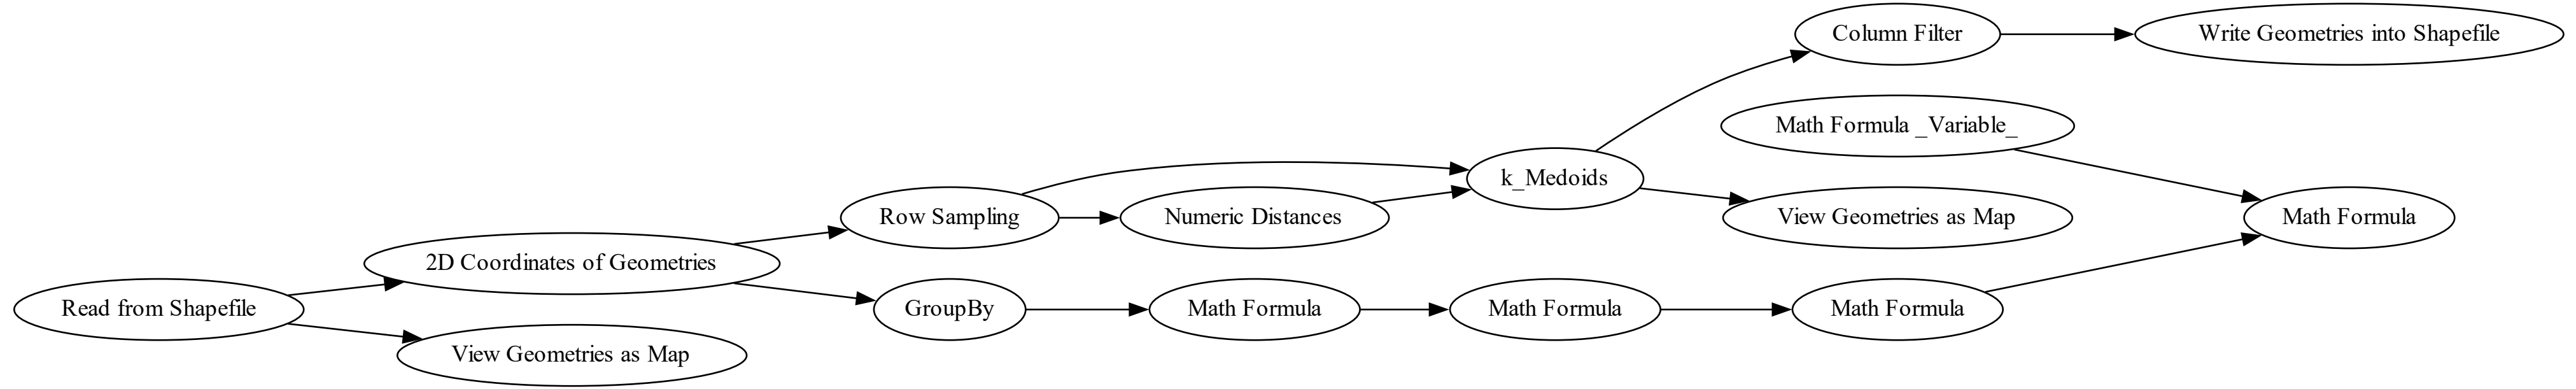 Column Filter
Write Geometries into Shapefile
Math Formula _Variable_
k_Medoids
Row Sampling
Numeric Distances
View Geometries as Map
Math Formula
2D Coordinates of Geometries
Read from Shapefile
GroupBy
Math Formula
Math Formula
Math Formula
View Geometries as Map